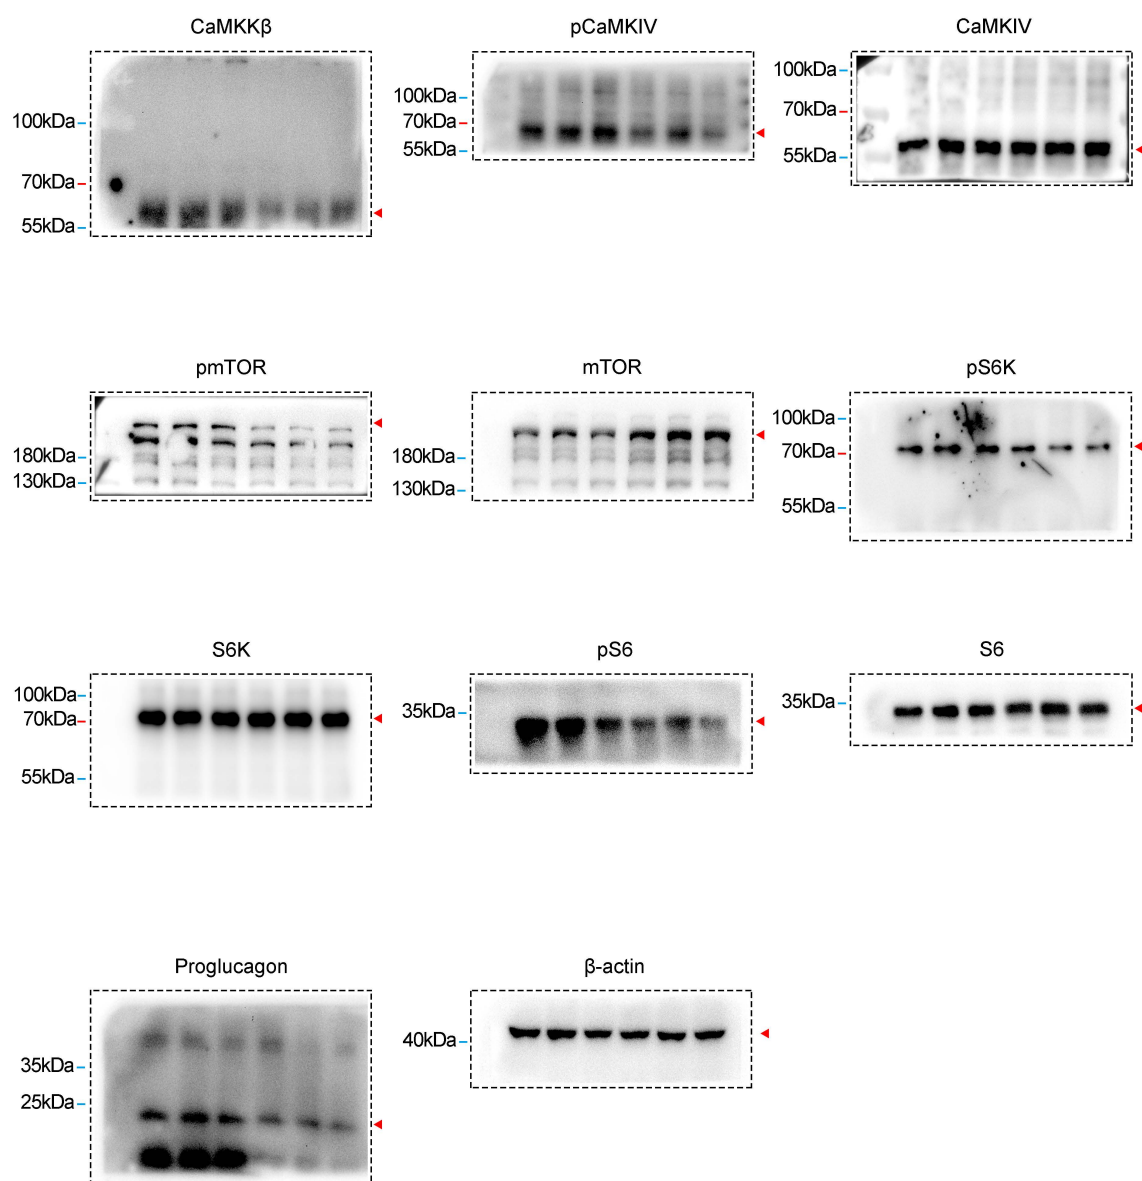 CaMKKβ
100kDa
70kDa
55kDa
pCaMKIV
100kDa
70kDa
55kDa
CaMKIV
100kDa
70kDa
55kDa
pmTOR
180kDa
130kDa
mTOR
180kDa
130kDa
pS6K
100kDa
70kDa
55kDa
S6K
100kDa
70kDa
55kDa
pS6
35kDa
S6
35kDa
Proglucagon
35kDa
25kDa
β-actin
40kDa